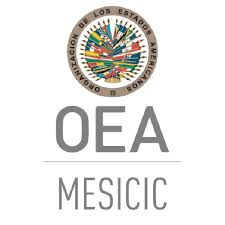 ORGANIZACION DE LOS ESTADOS AMERICANOS
OEA
MESICIC